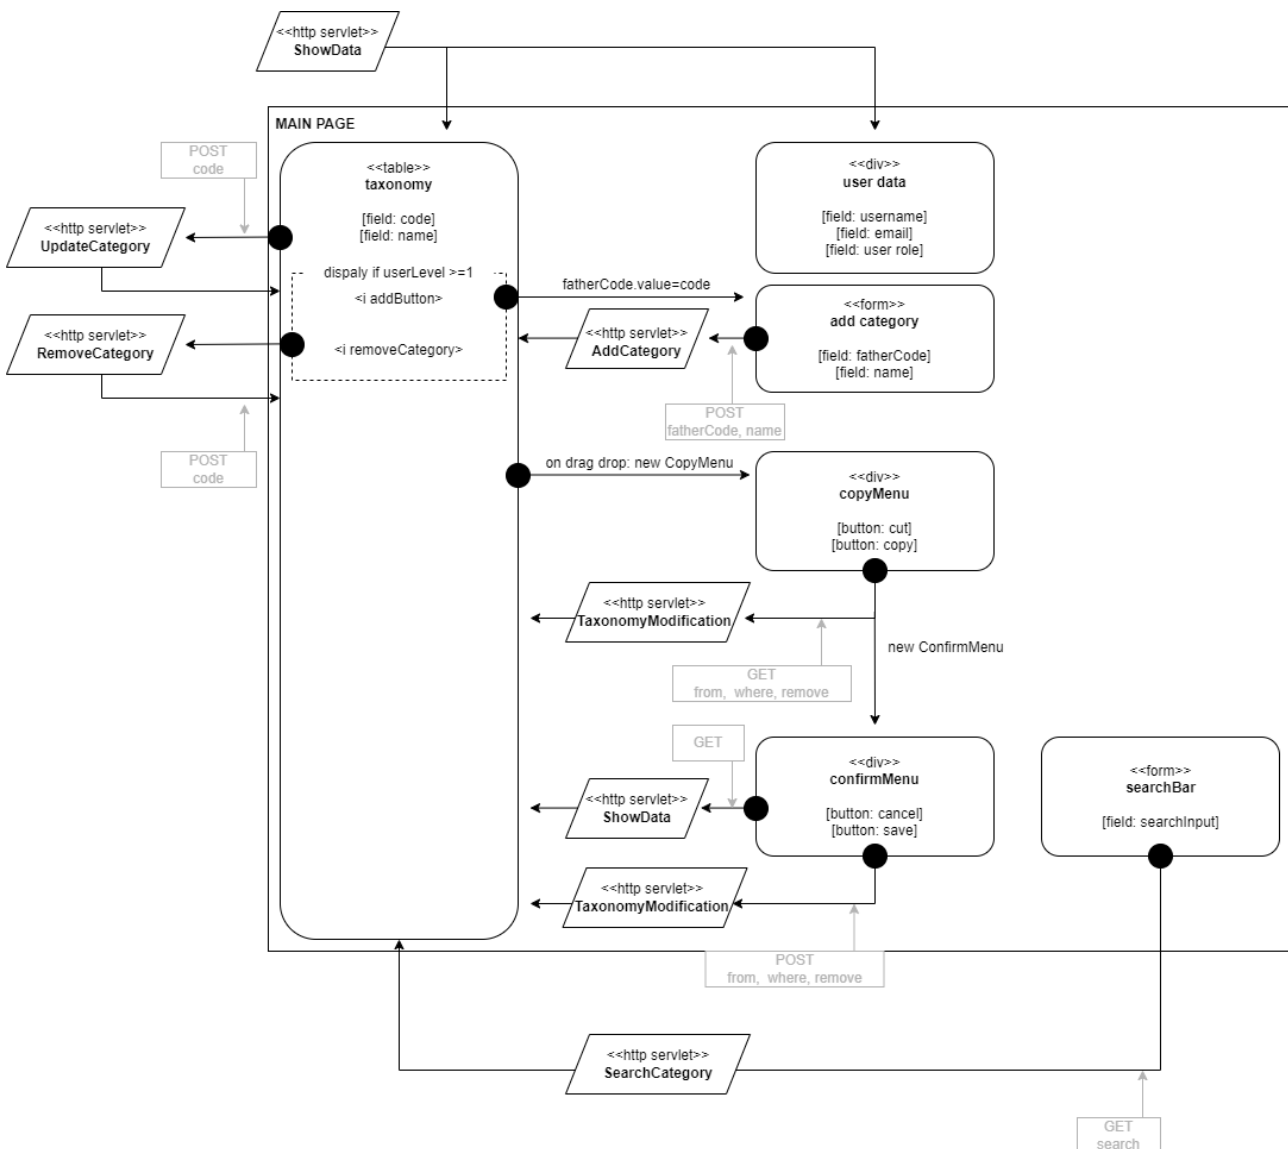 <<http servlet>>
ShowData
MAIN PAGE
POST
code
<<table>>
taxonomy
[field: code]
[field: name]
<<div>>
user data
[field: username]
[field: email]
[field: user role]
<<http servlet>>
UpdateCategory
dispaly if userLevel >=1
<i addButton>
<i removeCategory>
fatherCode.value=code
<<http servlet>>
AddCategory
<<form>>
add category
[field: fatherCode]
[field: name]
<<http servlet>>
RemoveCategory
POST
fatherCode, name
POST
code
on drag drop: new CopyMenu
<<div>>
copyMenu
[button: cut]
[button: copy]
<<http servlet>>
TaxonomyModification
new ConfirmMenu
GET
from, where, remove
GET
<<div>>
confirmMenu
[button: cancel]
[button: save]
<<form>>
searchBar
[field: searchInput]
<<http servlet>>
ShowData
<<http servlet>>
TaxonomyModification
POST
from, where, remove
<<http servlet>>
SearchCategory
GET
search